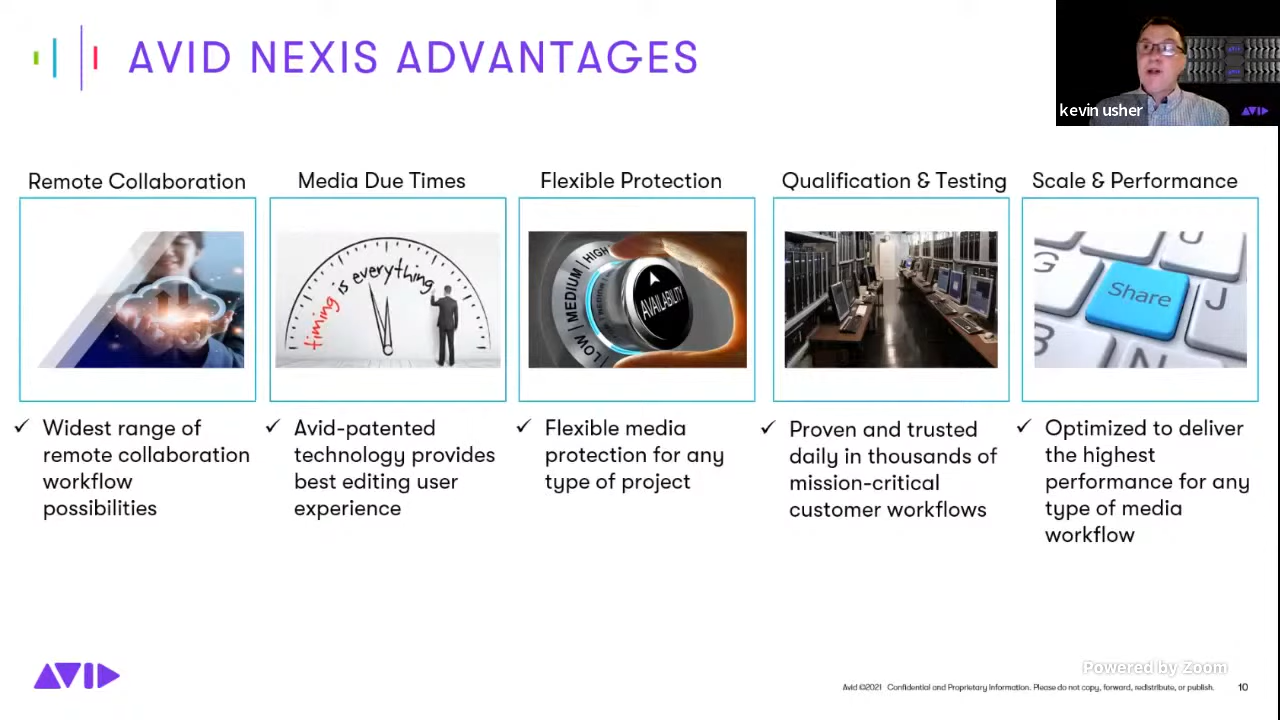 AVID NEXIS ADVANTAGES
kevin usher
AVID
Remote Collaboration
Media Due Times
Flexible Protection
Qualification & Testing
Scale & Performance
timing is everything
LOW MEDIUM HIGH
AVAILABILITY
G
U
Share
J
B
N
✓ Widest range of
remote collaboration
workflow
possibilities
✓ Avid-patented
technology provides
best editing user
experience
✓ Flexible media
protection for any
type of project
✓ Proven and trusted
daily in thousands of
mission-critical
customer workflows
✓ Optimized to deliver
the highest
performance for any
type of media
workflow
AVID
Powered by Zoom
Avid ©2021 Confidential and Proprietary Information. Please do not copy, forward, redistribute, or publish.
10